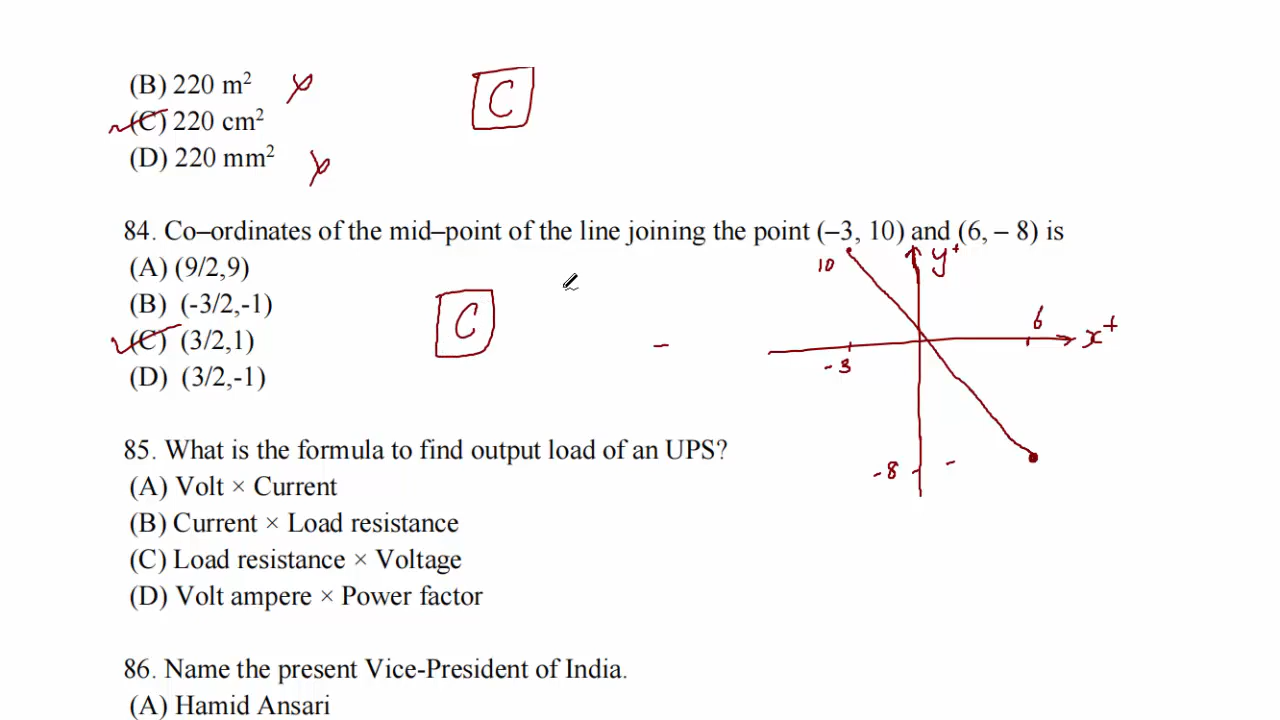 (B) 220 m²
C
(C) 220 cm²
(D) 220 mm²
84. Co–ordinates of the mid–point of the line joining the point (–3, 10) and (6, – 8) is
(A) (9/2,9)
10
y+
(B) (-3/2,-1)
C
6
x+
(C) (3/2,1)
-
-3
(D) (3/2,-1)
85. What is the formula to find output load of an UPS?
-8
-
(A) Volt × Current
(B) Current × Load resistance
(C) Load resistance × Voltage
(D) Volt ampere × Power factor
86. Name the present Vice-President of India.
(A) Hamid Ansari